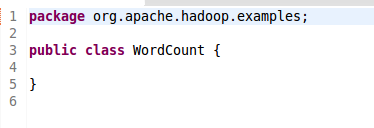 1 package org.apache.hadoop.examples;
2
3 public class WordCount {
4
5 }
6